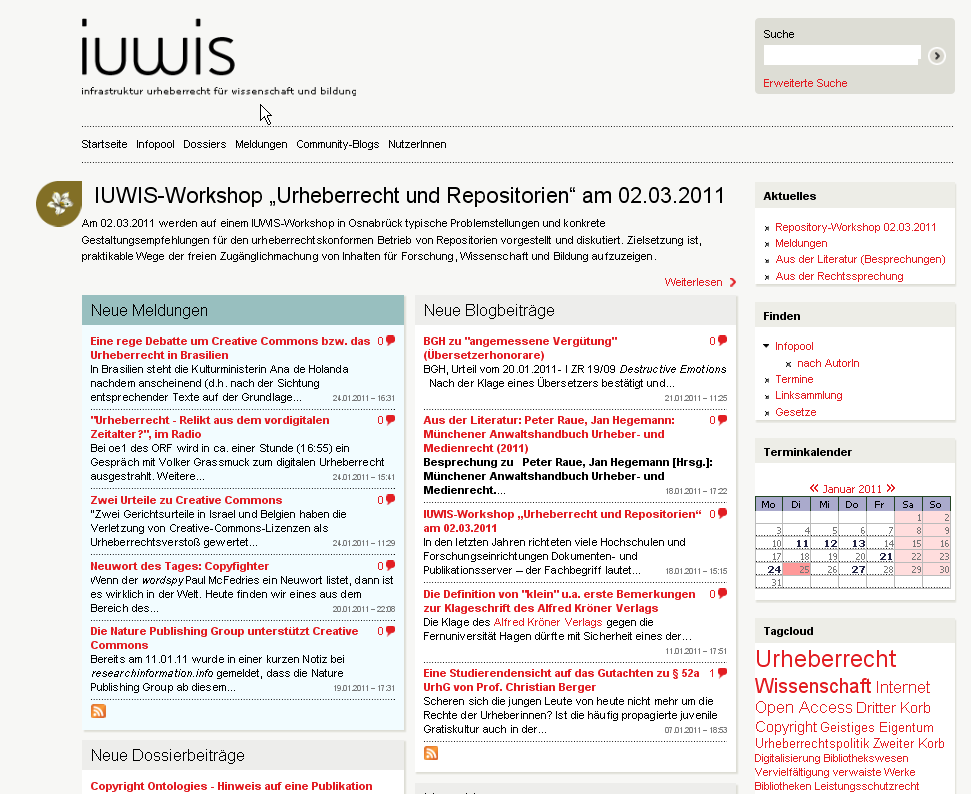 iuwis
infrastruktur urheberrecht für wissenschaft und bildung
Suche
Erweiterte Suche
Startseite Infopool Dossiers Meldungen Community-Blogs NutzerInnen
IUWIS-Workshop „Urheberrecht und Repositorien“ am 02.03.2011
Am 02.03.2011 werden auf einem IUWIS-Workshop in Osnabrück typische Problemstellungen und konkrete
Gestaltungsempfehlungen für den urheberrechtskonformen Betrieb von Repositorien vorgestellt und diskutiert. Zielsetzung ist,
praktikable Wege der freien Zugänglichmachung von Inhalten für Forschung, Wissenschaft und Bildung aufzuzeigen.
Weiterlesen
Neue Meldungen
Eine rege Debatte um Creative Commons bzw. das 0
Urheberrecht in Brasilien
In Brasilien steht die Kulturministerin Ana de Holanda
nachdem anscheinend (d.h. nach der Sichtung
entsprechender Texte auf der Grundlage... 24.01.2011 – 16:31
"Urheberrecht - Relikt aus dem vordigitalen 0
Zeitalter?", im Radio
Bei oe1 des ORF wird in ca. einer Stunde (16:55) ein
Gespräch mit Volker Grassmuck zum digitalen Urheberrecht
ausgestrahlt. Weitere... 24.01.2011 – 15:41
Zwei Urteile zu Creative Commons 0
"Zwei Gerichtsurteile in Israel und Belgien haben die
Verletzung von Creative-Commons-Lizenzen als
Urheberrechtsverstoß gewertet... 24.01.2011 – 11:29
Neuwort des Tages: Copyfighter 0
Wenn der wordspy Paul McFedries ein Neuwort listet, dann ist
es wirklich in der Welt. Heute finden wir eines aus dem
Bereich des... 20.01.2011 – 22:08
Die Nature Publishing Group unterstützt Creative 0
Commons
Bereits am 11.01.11 wurde in einer kurzen Notiz bei
researchinformation.info gemeldet, dass die Nature
Publishing Group ab diesem... 19.01.2011 – 17:31
Neue Dossierbeiträge
Copyright Ontologies - Hinweis auf eine Publikation
Neue Blogbeiträge
BGH zu "angemessene Vergütung" 0
(Übersetzerhonorare)
BGH, Urteil vom 20.01.2011- I ZR 19/09 Destructive Emotions
Nach der Klage eines Übersetzers bestätigt und...
21.01.2011 – 11:25
Aus der Literatur: Peter Raue, Jan Hegemann: 0
Münchener Anwaltshandbuch Urheber- und
Medienrecht (2011)
Besprechung zu Peter Raue, Jan Hegemann [Hrsg.]:
Münchener Anwaltshandbuch Urheber- und
Medienrecht.... 18.01.2011 – 17:22
IUWIS-Workshop „Urheberrecht und Repositorien“ 0
am 02.03.2011
In den letzten Jahren richteten viele Hochschulen und
Forschungseinrichtungen Dokumenten- und
Publikationsserver – der Fachbegriff lautet... 18.01.2011 – 15:15
Die Definition von "klein" u.a. erste Bemerkungen 0
zur Klageschrift des Alfred Kröner Verlags
Die Klage des Alfred Kröner Verlags gegen die
Fernuniversität Hagen dürfte mit Sicherheit eines der...
11.01.2011 – 17:51
Eine Studierendensicht auf das Gutachten zu § 52a 1
UrhG von Prof. Christian Berger
Scheren sich die jungen Leute von heute nicht mehr um die
Rechte der Urheberinnen? Ist die häufig propagierte juvenile
Gratiskultur auch in der... 07.01.2011 – 18:53
Aktuelles
Repository-Workshop 02.03.2011
Meldungen
Aus der Literatur (Besprechungen)
Aus der Rechtssprechung
Finden
Infopool
nach AutorIn
Termine
Linksammlung
Gesetze
Terminkalender
« Januar 2011 »
Mo Di Mi Do Fr Sa So
1 2
3 4 5 6 7 8 9
10 11 12 13 14 15 16
17 18 19 20 21 22 23
24 25 26 27 28 29 30
31
Tagcloud
Urheberrecht
Wissenschaft Internet
Open Access Dritter Korb
Copyright Geistiges Eigentum
Urheberrechtspolitik Zweiter Korb
Digitalisierung Bibliothekswesen
Vervielfältigung verwaiste Werke
Bibliotheken Leistungsschutzrecht